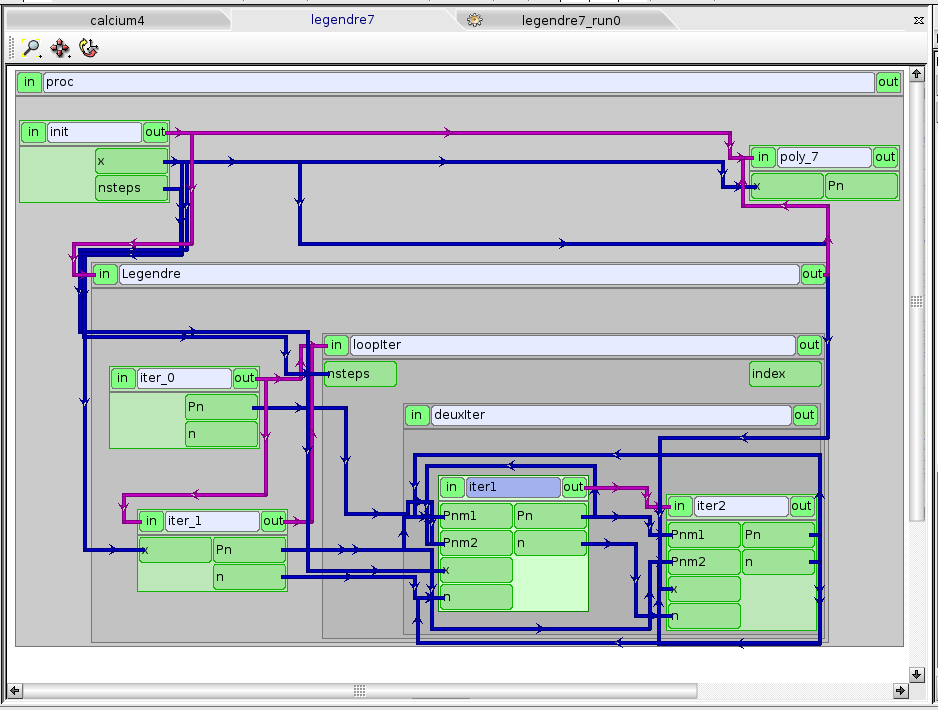 calcium4 legendre7 legendre7_run0
in proc out
in init out
x
nsteps
in poly_7 out
x Pn
in Legendre out
in loopIter out
nsteps index
in iter_0 out
Pn
n
in deuxIter out
in iter1 out
Pnm1 Pn
Pnm2 n
x
n
in iter2 out
Pnm1 Pn
Pnm2 n
x
n
in iter_1 out
x Pn
n